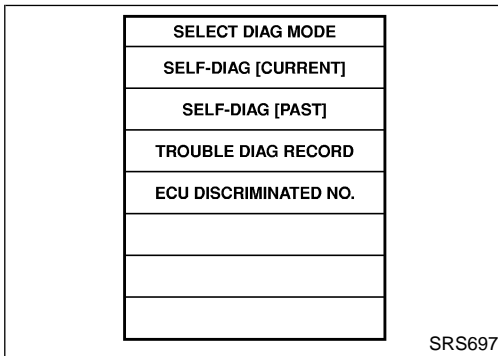 SELECT DIAG MODE
SELF-DIAG [CURRENT]
SELF-DIAG [PAST]
TROUBLE DIAG RECORD
ECU DISCRIMINATED NO.
SRS697